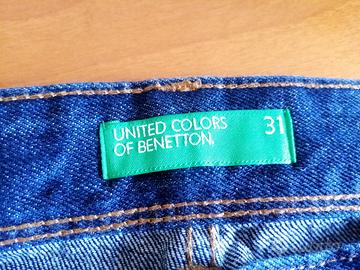 UNITED COLORS 31
OF BENETTON.